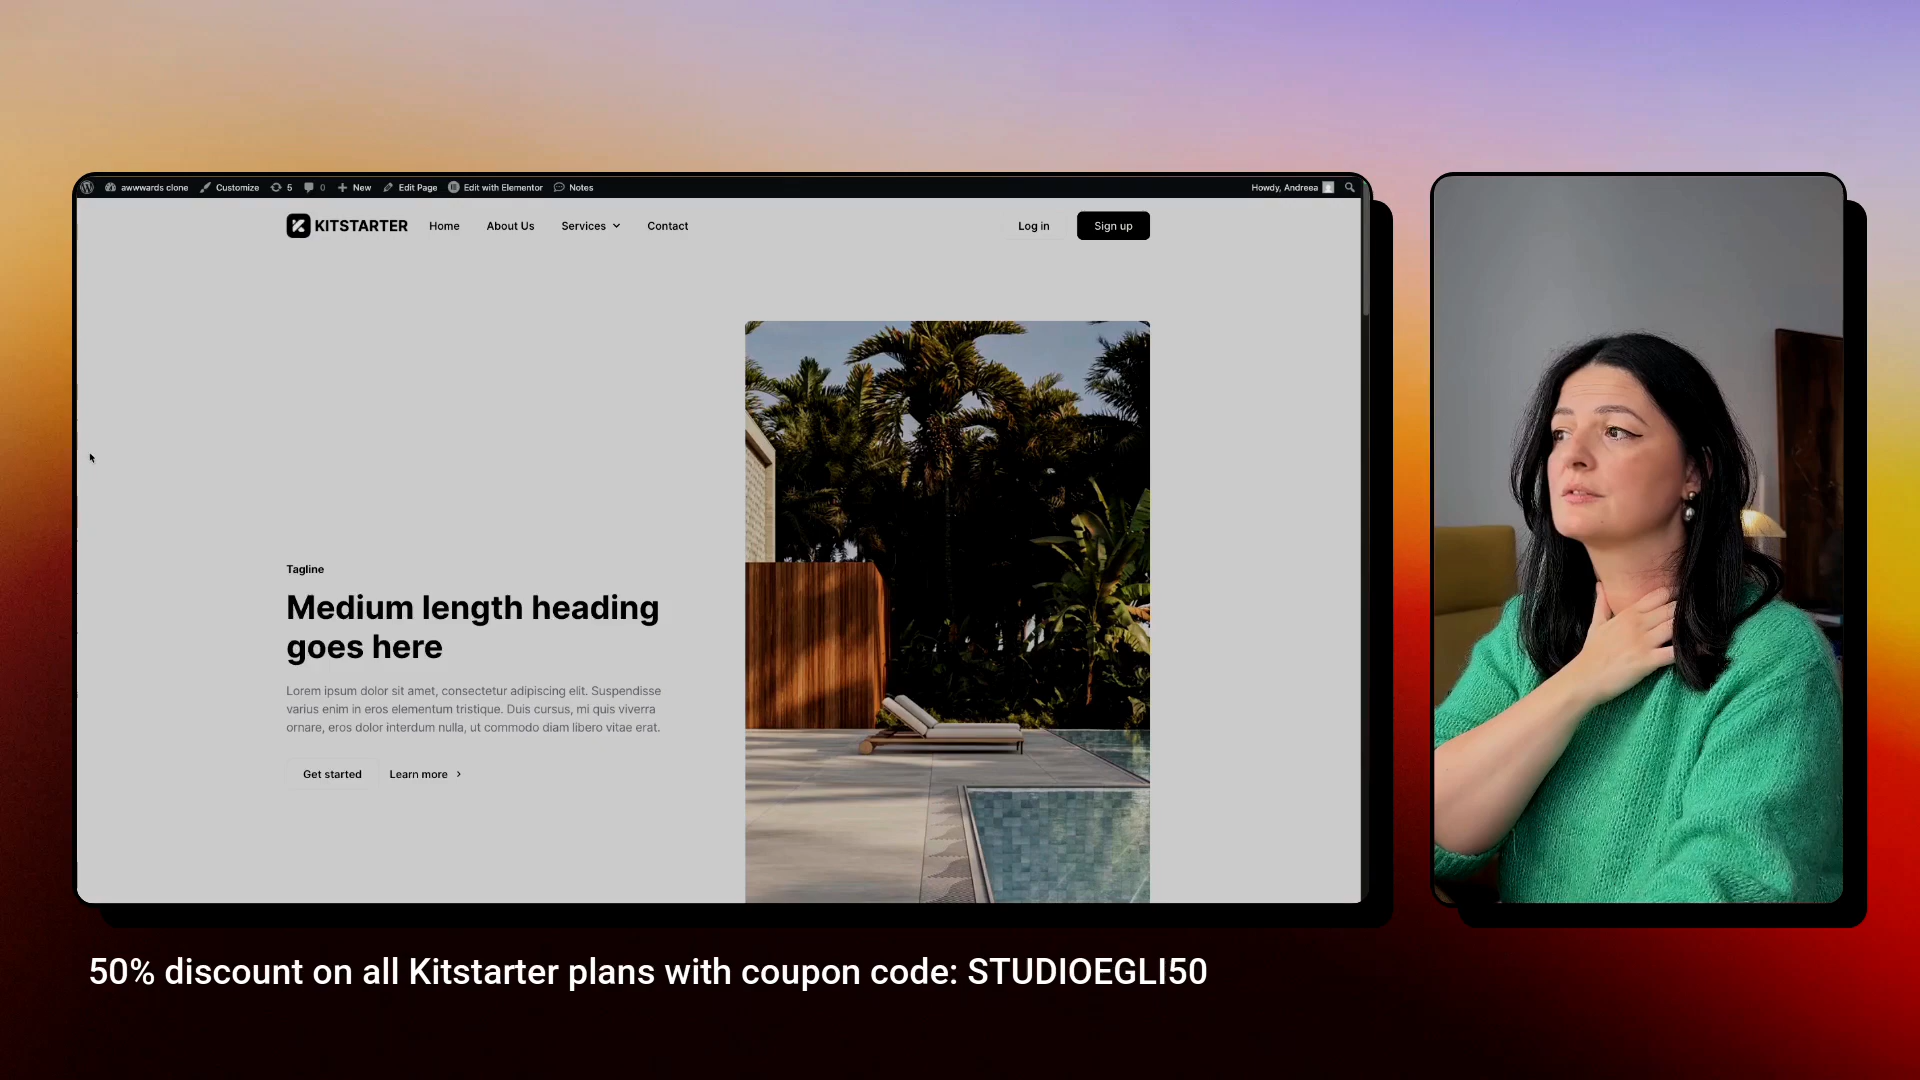 awwwards clone Customize 5 0 New Edit Page Edit with Elementor Notes Howdy, Andreea
KITSTARTER Home About Us Services Contact Log in Sign up
Tagline
Medium length heading
goes here
Lorem ipsum dolor sit amet, consectetur adipiscing elit. Suspendisse
varius enim in eros elementum tristique. Duis cursus, mi quis viverra
ornare, eros dolor interdum nulla, ut commodo diam libero vitae erat.
Get started Learn more
50% discount on all Kitstarter plans with coupon code: STUDIOEGLI50